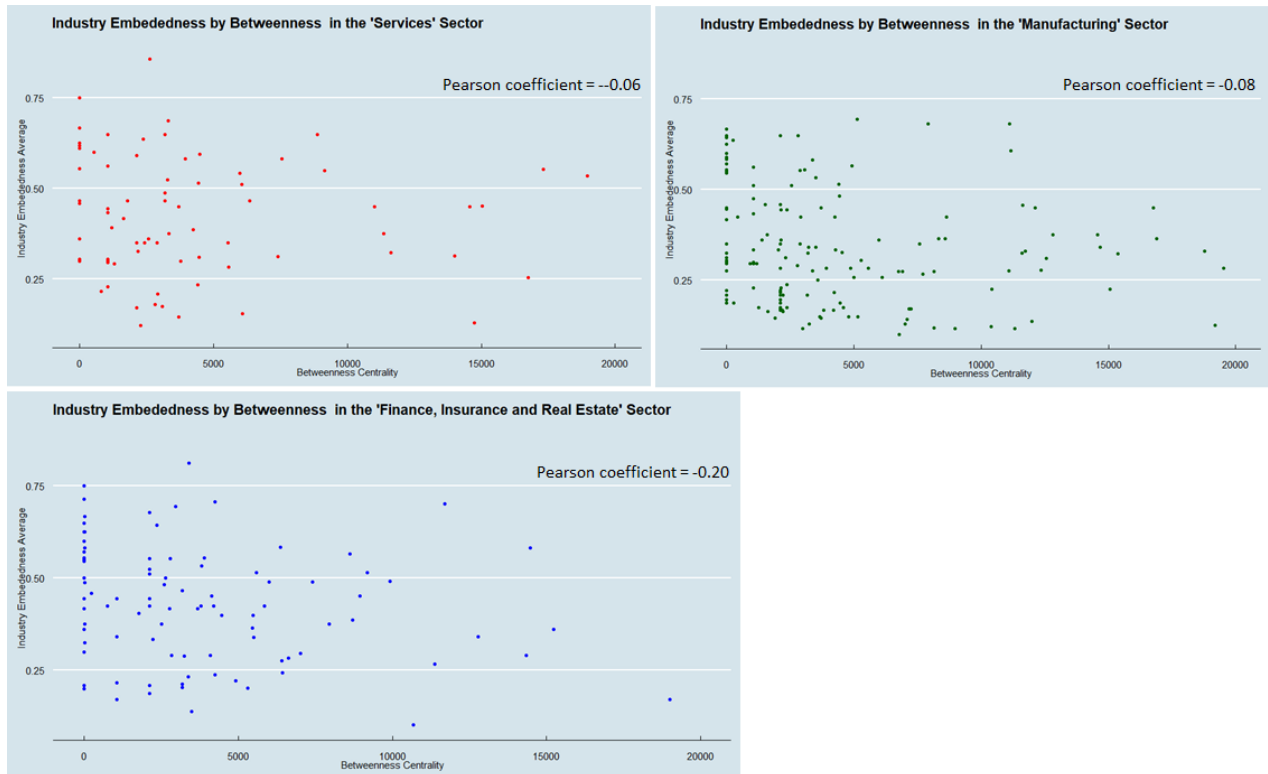 Industry Embededness by Betweenness in the 'Services' Sector
Pearson coefficient = --0.06
0.75
0.50
0.25
Industry Embededness Average
0 5000 10000 15000 20000
Betweenness Centrality
Industry Embededness by Betweenness in the 'Manufacturing' Sector
Pearson coefficient = -0.08
0.75
0.50
0.25
Industry Embededness Average
0 5000 10000 15000 20000
Betweenness Centrality
Industry Embededness by Betweenness in the 'Finance, Insurance and Real Estate' Sector
Pearson coefficient = -0.20
0.75
0.50
0.25
Industry Embededness Average
0 5000 10000 15000 20000
Betweenness Centrality